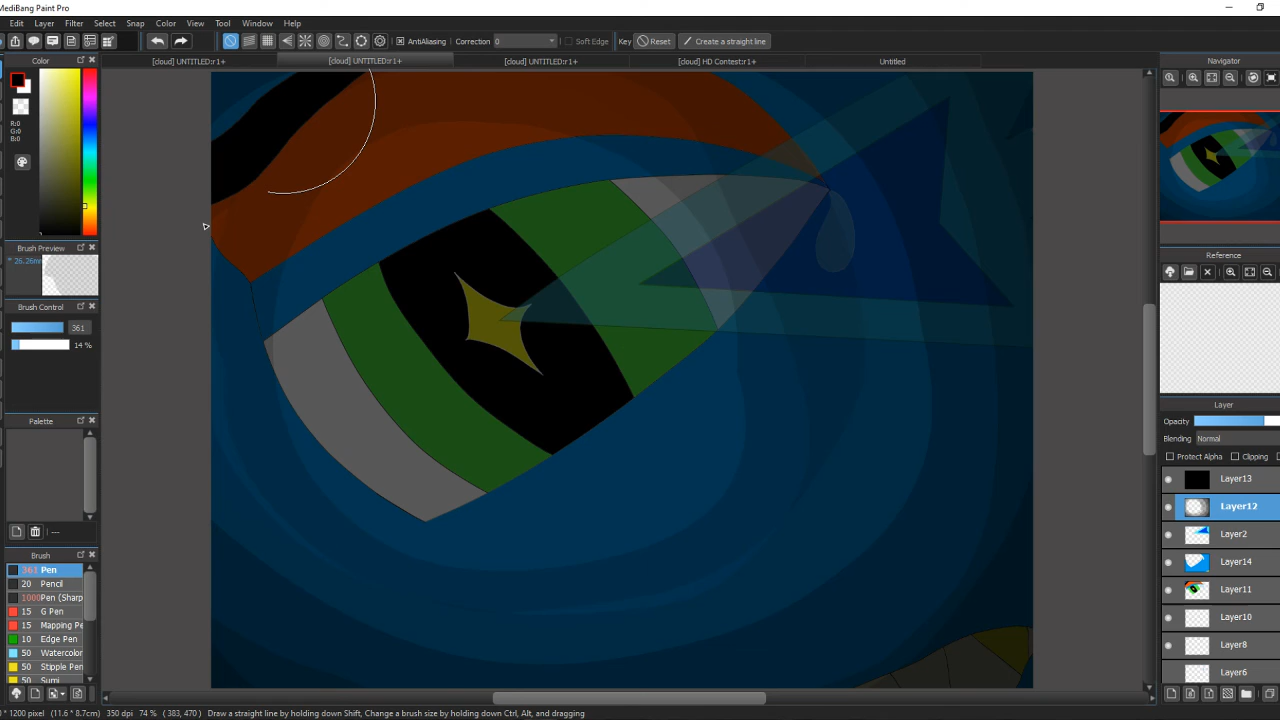 MediBang Paint Pro
Edit Layer Filter Select Snap Color View Tool Window Help
AntiAliasing Correction 0 Soft Edge Key Reset Create a straight line
[cloud] UNTITLED:r1+ [cloud] UNTITLED:r1+ [cloud] UNTITLED:r1+ [cloud] HD Contest:r1+ Untitled
Color
R:0
G:0
B:0
Brush Preview
* 26.26m
Brush Control
361
14 %
Palette
---
Brush
361 Pen
20 Pencil
1000 Pen (Sharp
15 G Pen
15 Mapping Pe
10 Edge Pen
50 Watercolor
50 Stipple Pen
50 Sumi
Navigator
Reference
Layer
Opacity
Blending Normal
Protect Alpha Clipping
Layer13
Layer12
Layer2
Layer14
Layer11
Layer10
Layer8
Layer6
* 1200 pixel (11.6 * 8.7cm) 350 dpi 74 % (383, 470) Draw a straight line by holding down Shift, Change a brush size by holding down Ctrl, Alt, and dragging